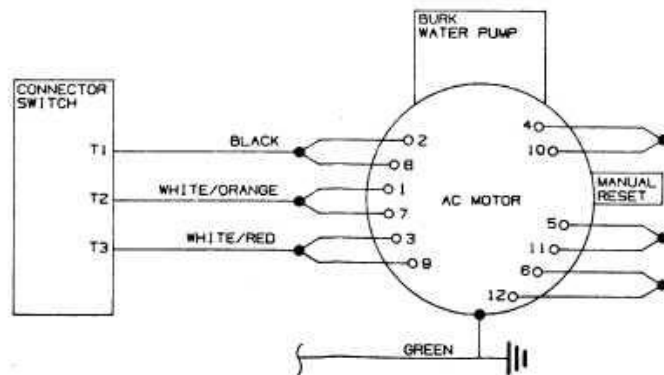 BURK
WATER PUMP
CONNECTOR
SWITCH
T1
BLACK
2
8
4
10
T2
WHITE/ORANGE
1
7
AC MOTOR
MANUAL
RESET
T3
WHITE/RED
3
9
5
11
6
12
GREEN